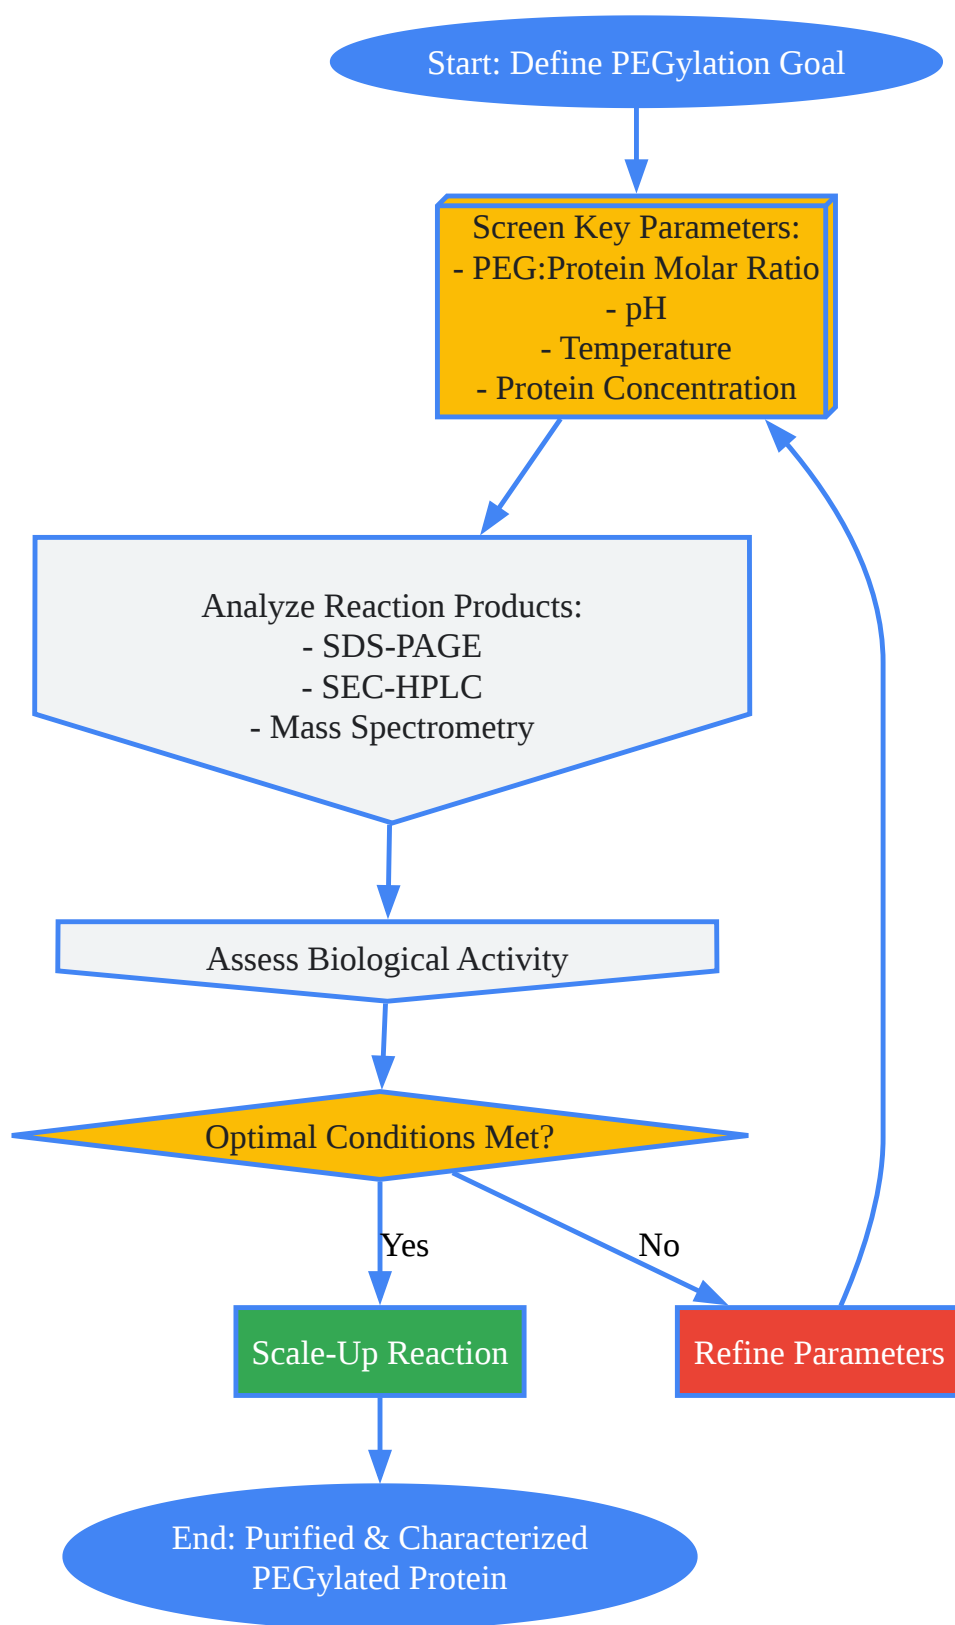 Start: Define PEGylation Goal
Screen Key Parameters:
- PEG:Protein Molar Ratio
- pH
- Temperature
- Protein Concentration
Analyze Reaction Products:
- SDS-PAGE
- SEC-HPLC
- Mass Spectrometry
Assess Biological Activity
Optimal Conditions Met?
Yes
No
Scale-Up Reaction
Refine Parameters
End: Purified & Characterized
PEGylated Protein